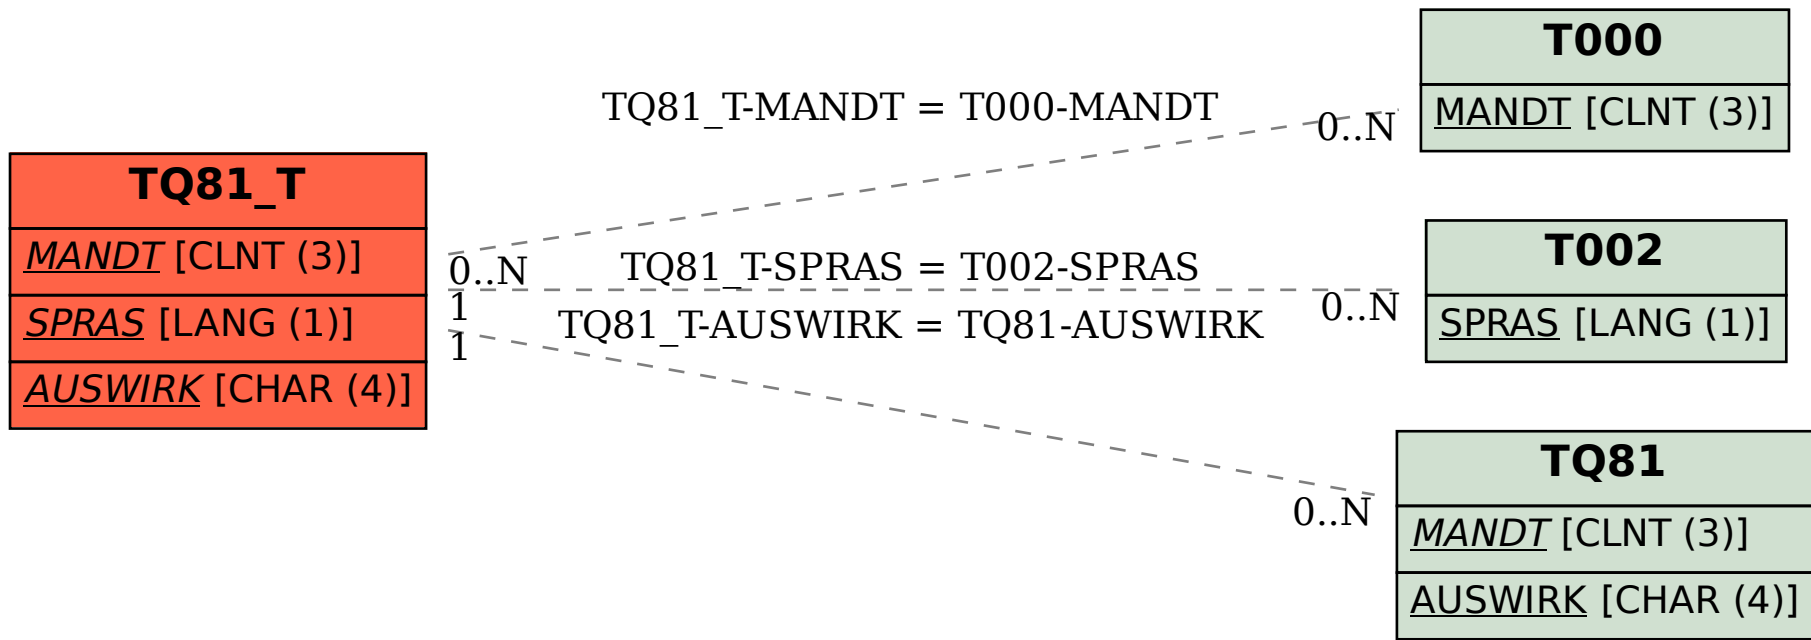 TQ81_T
MANDT [CLNT (3)]
SPRAS [LANG (1)]
AUSWIRK [CHAR (4)]
TQ81_T-MANDT = T000-MANDT
0..N
0..N
TQ81_T-SPRAS = T002-SPRAS
1
0..N
TQ81_T-AUSWIRK = TQ81-AUSWIRK
1
0..N
T000
MANDT [CLNT (3)]
T002
SPRAS [LANG (1)]
TQ81
MANDT [CLNT (3)]
AUSWIRK [CHAR (4)]